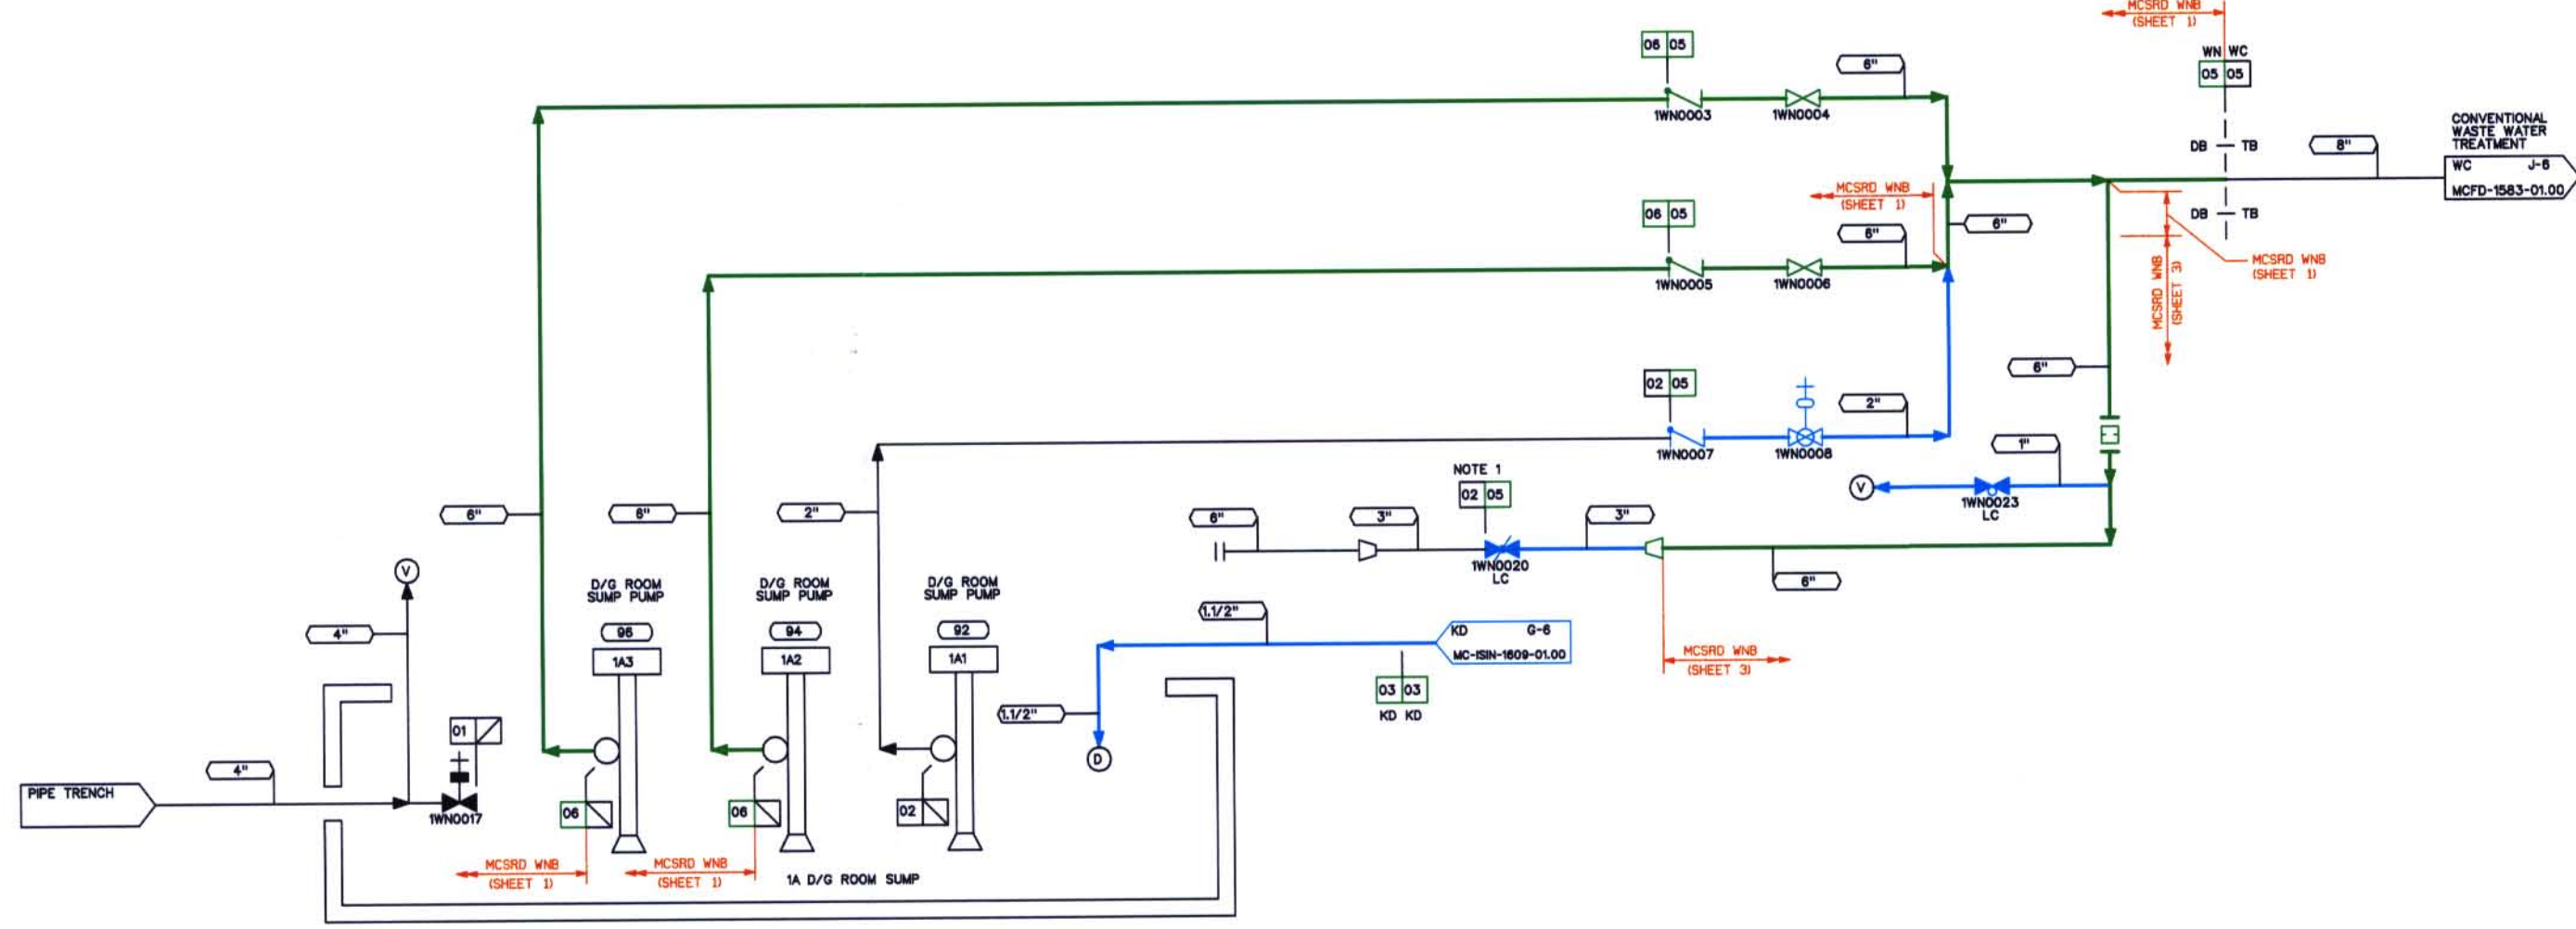 MCSRD WNB
(SHEET 1)
WN WC
05 05
06 05
6"
1WN0003
1WN0004
CONVENTIONAL
WASTE WATER
TREATMENT
WC J-6
MCFD-1583-01.00
8"
DB TB
DB TB
MCSRD WNB
(SHEET 1)
06 05
6"
6"
1WN0005
1WN0006
MCSRD WNB
(SHEET 1)
MCSRD WNB
(SHEET 3)
6"
02 05
2"
1WN0007
1WN0008
1"
V
1WN0023
LC
NOTE 1
02 05
6"
6"
2"
6"
3"
3"
1WN0020
LC
6"
V
4"
D/G ROOM
SUMP PUMP
D/G ROOM
SUMP PUMP
D/G ROOM
SUMP PUMP
96
94
92
1A3
1A2
1A1
1.1/2"
KD G-6
MC-ISIN-1609-01.00
MCSRD WNB
(SHEET 3)
03 03
KD KD
1.1/2"
D
01
4"
PIPE TRENCH
1WN0017
06
06
02
MCSRD WNB
(SHEET 1)
MCSRD WNB
(SHEET 1)
1A D/G ROOM SUMP